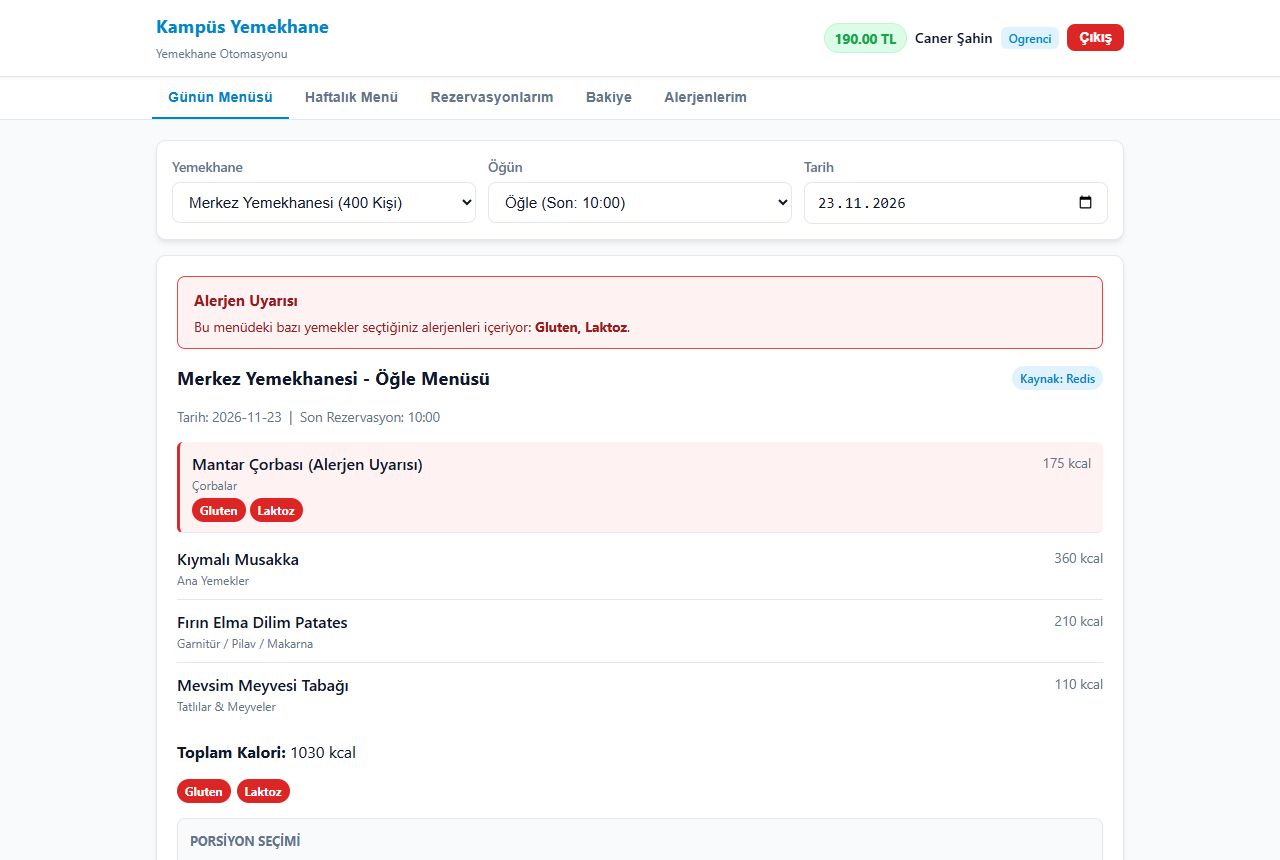 Kampüs Yemekhane
Yemekhane Otomasyonu
190.00 TL Caner Şahin Ogrenci Çıkış
Günün Menüsü Haftalık Menü Rezervasyonlarım Bakiye Alerjenlerim
Yemekhane Öğün Tarih
Merkez Yemekhanesi (400 Kişi) Öğle (Son: 10:00) 23.11.2026
Alerjen Uyarısı
Bu menüdeki bazı yemekler seçtiğiniz alerjenleri içeriyor: Gluten, Laktoz.
Merkez Yemekhanesi - Öğle Menüsü Kaynak: Redis
Tarih: 2026-11-23 | Son Rezervasyon: 10:00
Mantar Çorbası (Alerjen Uyarısı) 175 kcal
Çorbalar
Gluten Laktoz
Kıymalı Musakka 360 kcal
Ana Yemekler
Fırın Elma Dilim Patates 210 kcal
Garnitür / Pilav / Makarna
Mevsim Meyvesi Tabağı 110 kcal
Tatlılar & Meyveler
Toplam Kalori: 1030 kcal
Gluten Laktoz
PORSİYON SEÇİMİ